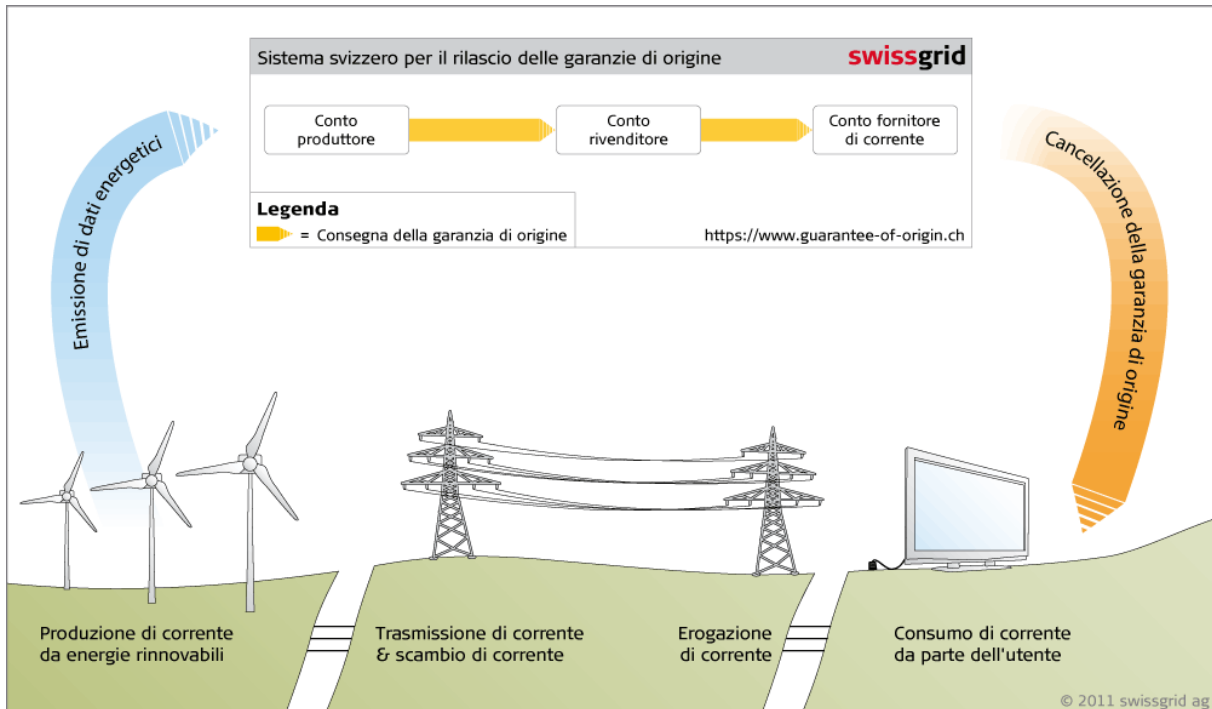 Sistema svizzero per il rilascio delle garanzie di origine
swissgrid
Conto
produttore
Conto
rivenditore
Conto fornitore
di corrente
Legenda
= Consegna della garanzia di origine
https://www.guarantee-of-origin.ch
Emissione di dati energetici
Cancellazione della garanzia di origine
Produzione di corrente
da energie rinnovabili
Trasmissione di corrente
& scambio di corrente
Erogazione
di corrente
Consumo di corrente
da parte dell'utente
© 2011 swissgrid ag